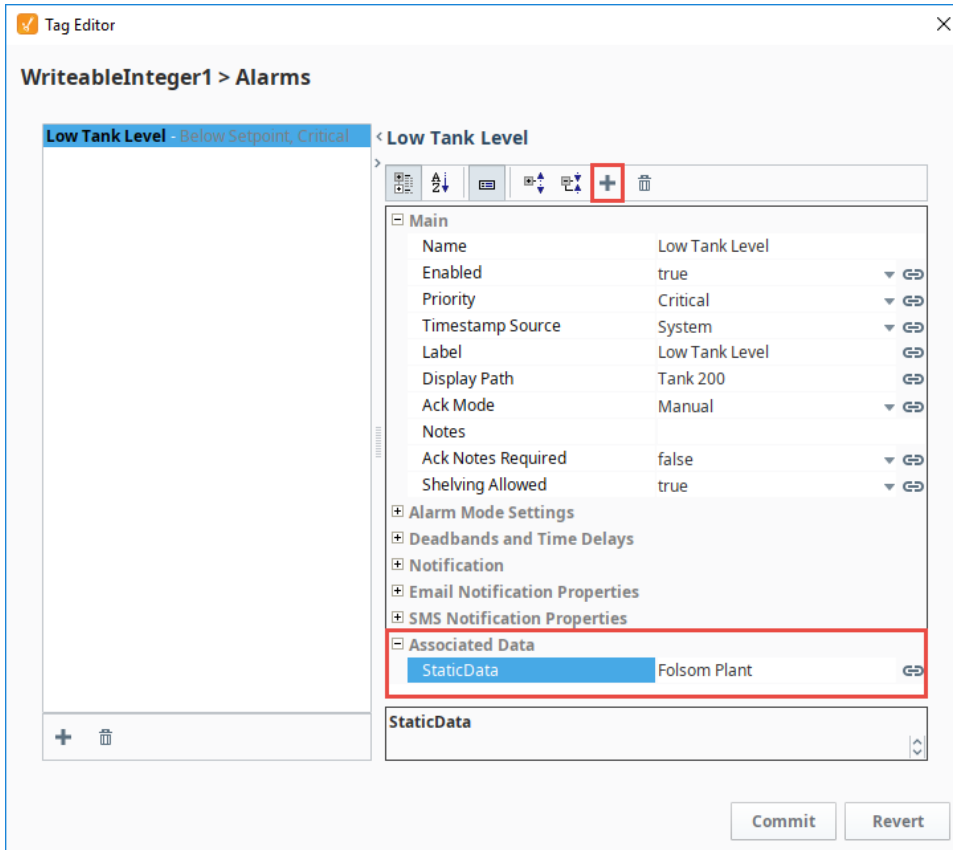 Tag Editor
WriteableInteger1 > Alarms
Low Tank Level - Below Setpoint, Critical
Low Tank Level
Main
Name Low Tank Level
Enabled true
Priority Critical
Timestamp Source System
Label Low Tank Level
Display Path Tank 200
Ack Mode Manual
Notes
Ack Notes Required false
Shelving Allowed true
Alarm Mode Settings
Deadbands and Time Delays
Notification
Email Notification Properties
SMS Notification Properties
Associated Data
StaticData Folsom Plant
StaticData
Commit Revert